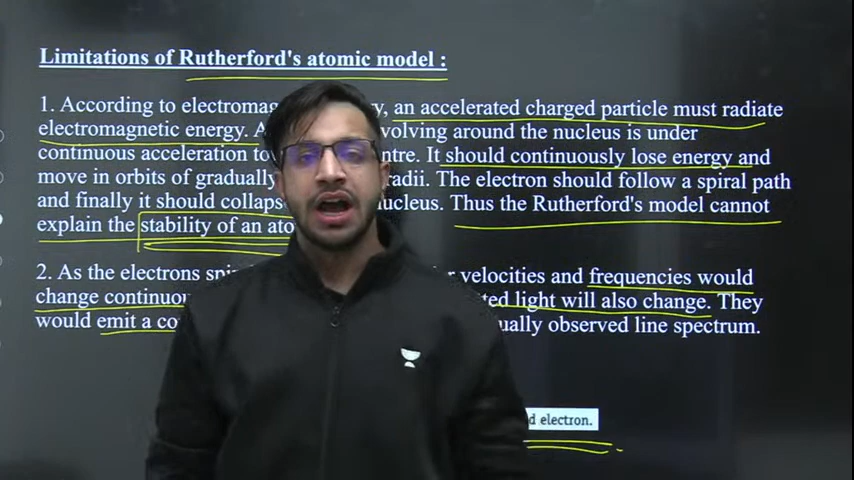 Limitations of Rutherford's atomic model :
1. According to electromag y, an accelerated charged particle must radiate
electromagnetic energy. A volving around the nucleus is under
continuous acceleration to ntre. It should continuously lose energy and
move in orbits of gradually radii. The electron should follow a spiral path
and finally it should collaps ucleus. Thus the Rutherford's model cannot
explain the stability of an ato
2. As the electrons spi r velocities and frequencies would
change continuou ted light will also change. They
would emit a co ually observed line spectrum.
d electron.